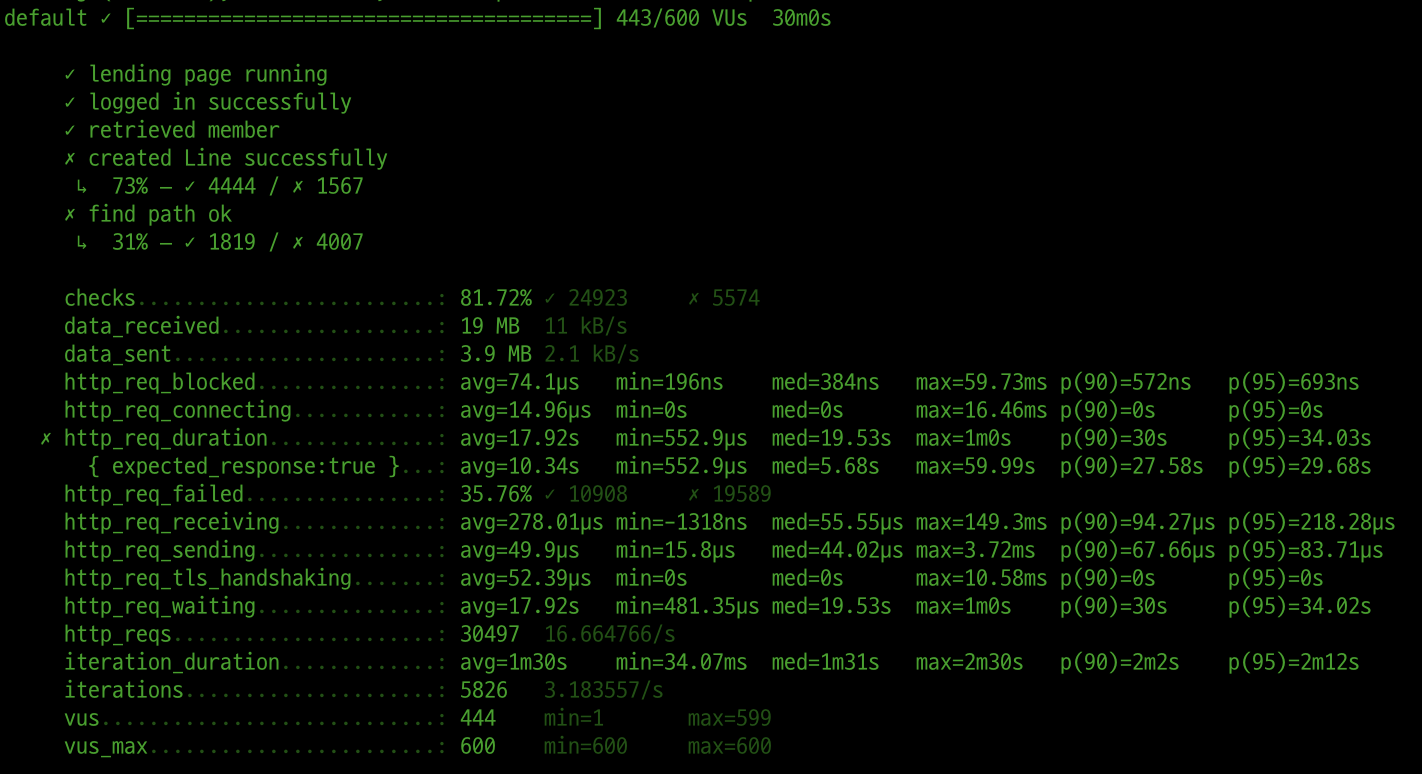 default ✓ [======================================] 443/600 VUs  30m0s
✓ lending page running
✓ logged in successfully
✓ retrieved member
✗ created Line successfully
↳  73% — ✓ 4444 / ✗ 1567
✗ find path ok
↳  31% — ✓ 1819 / ✗ 4007
checks.........................: 81.72% ✓ 24923     ✗ 5574
data_received..................: 19 MB  11 kB/s
data_sent......................: 3.9 MB 2.1 kB/s
http_req_blocked...............: avg=74.1µs   min=196ns    med=384ns   max=59.73ms p(90)=572ns   p(95)=693ns
http_req_connecting............: avg=14.96µs  min=0s       med=0s      max=16.46ms p(90)=0s      p(95)=0s
✗ http_req_duration..............: avg=17.92s   min=552.9µs  med=19.53s  max=1m0s    p(90)=30s     p(95)=34.03s
{ expected_response:true }...: avg=10.34s   min=552.9µs  med=5.68s   max=59.99s  p(90)=27.58s  p(95)=29.68s
http_req_failed................: 35.76% ✓ 10908     ✗ 19589
http_req_receiving.............: avg=278.01µs min=-1318ns  med=55.55µs max=149.3ms p(90)=94.27µs p(95)=218.28µs
http_req_sending...............: avg=49.9µs   min=15.8µs   med=44.02µs max=3.72ms  p(90)=67.66µs p(95)=83.71µs
http_req_tls_handshaking.......: avg=52.39µs  min=0s       med=0s      max=10.58ms p(90)=0s      p(95)=0s
http_req_waiting...............: avg=17.92s   min=481.35µs med=19.53s  max=1m0s    p(90)=30s     p(95)=34.02s
http_reqs......................: 30497  16.664766/s
iteration_duration.............: avg=1m30s    min=34.07ms  med=1m31s   max=2m30s   p(90)=2m2s    p(95)=2m12s
iterations.....................: 5826   3.183557/s
vus............................: 444    min=1       max=599
vus_max........................: 600    min=600     max=600